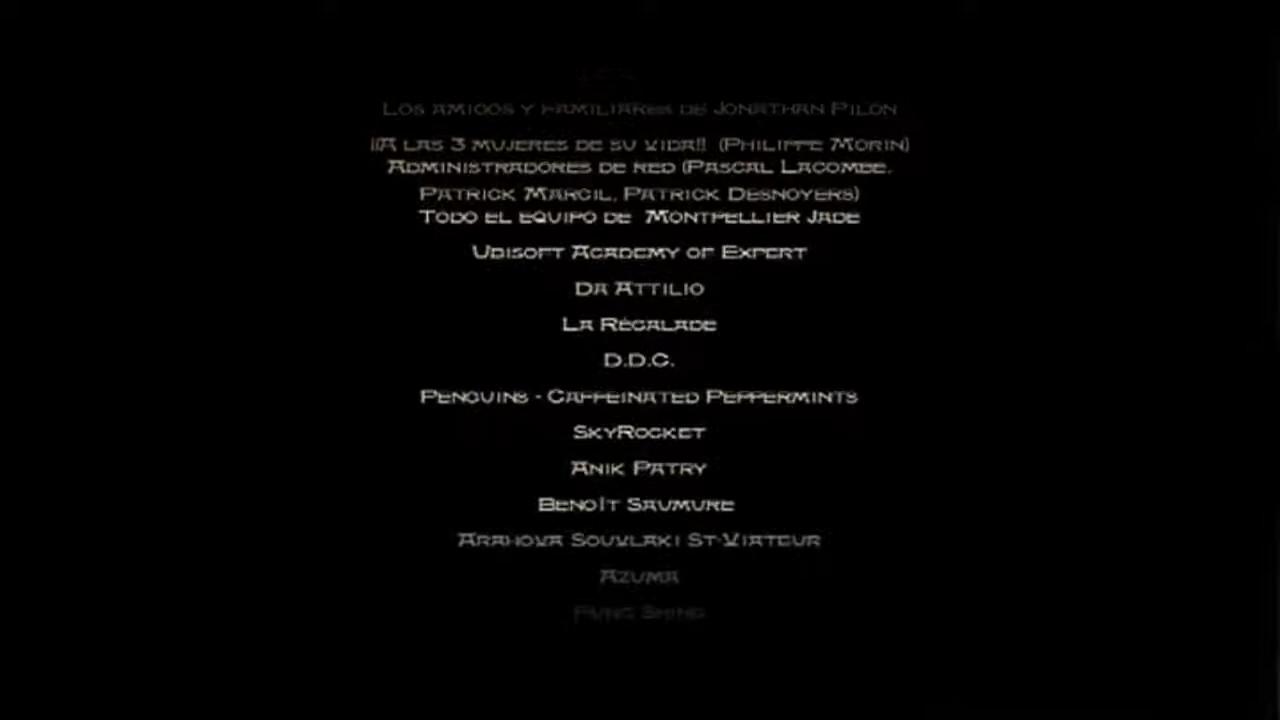 Los amigos y familiares de Jonathan Pilon
¡¡A las 3 mujeres de su vida!! (Philippe Morin)
Administradores de red (Pascal Lacombe,
Patrick Marcil, Patrick Desnoyers)
Todo el equipo de Montpellier Jade
Ubisoft Academy of Expert
Da Attilio
La Régalade
D.D.C.
Penguins - Caffeinated Peppermints
SkyRocket
Anik Patry
Benoît Saumure
Arahova Souvlaki St-Viateur
Azuma
Fung Shing